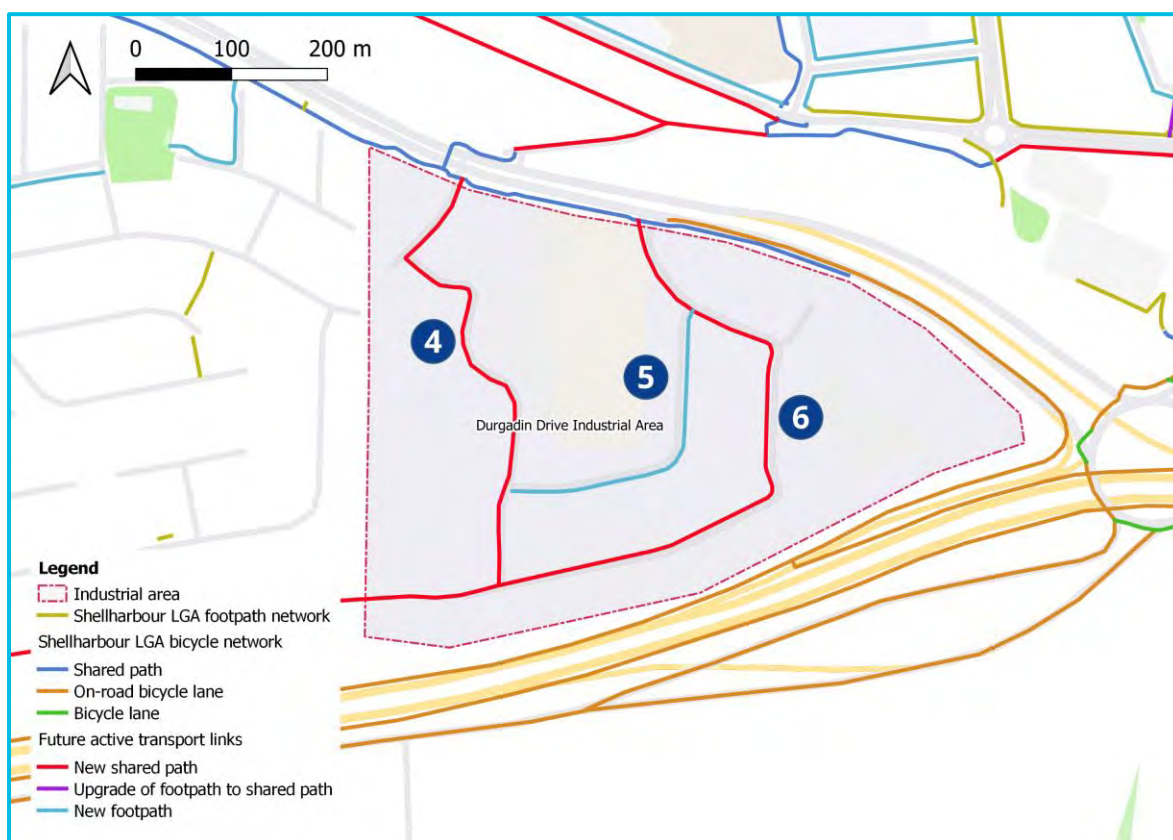 0 100 200 m
4
5
6
Durgadin Drive Industrial Area
Legend
Industrial area
Shellharbour LGA footpath network
Shellharbour LGA bicycle network
Shared path
On-road bicycle lane
Bicycle lane
Future active transport links
New shared path
Upgrade of footpath to shared path
New footpath